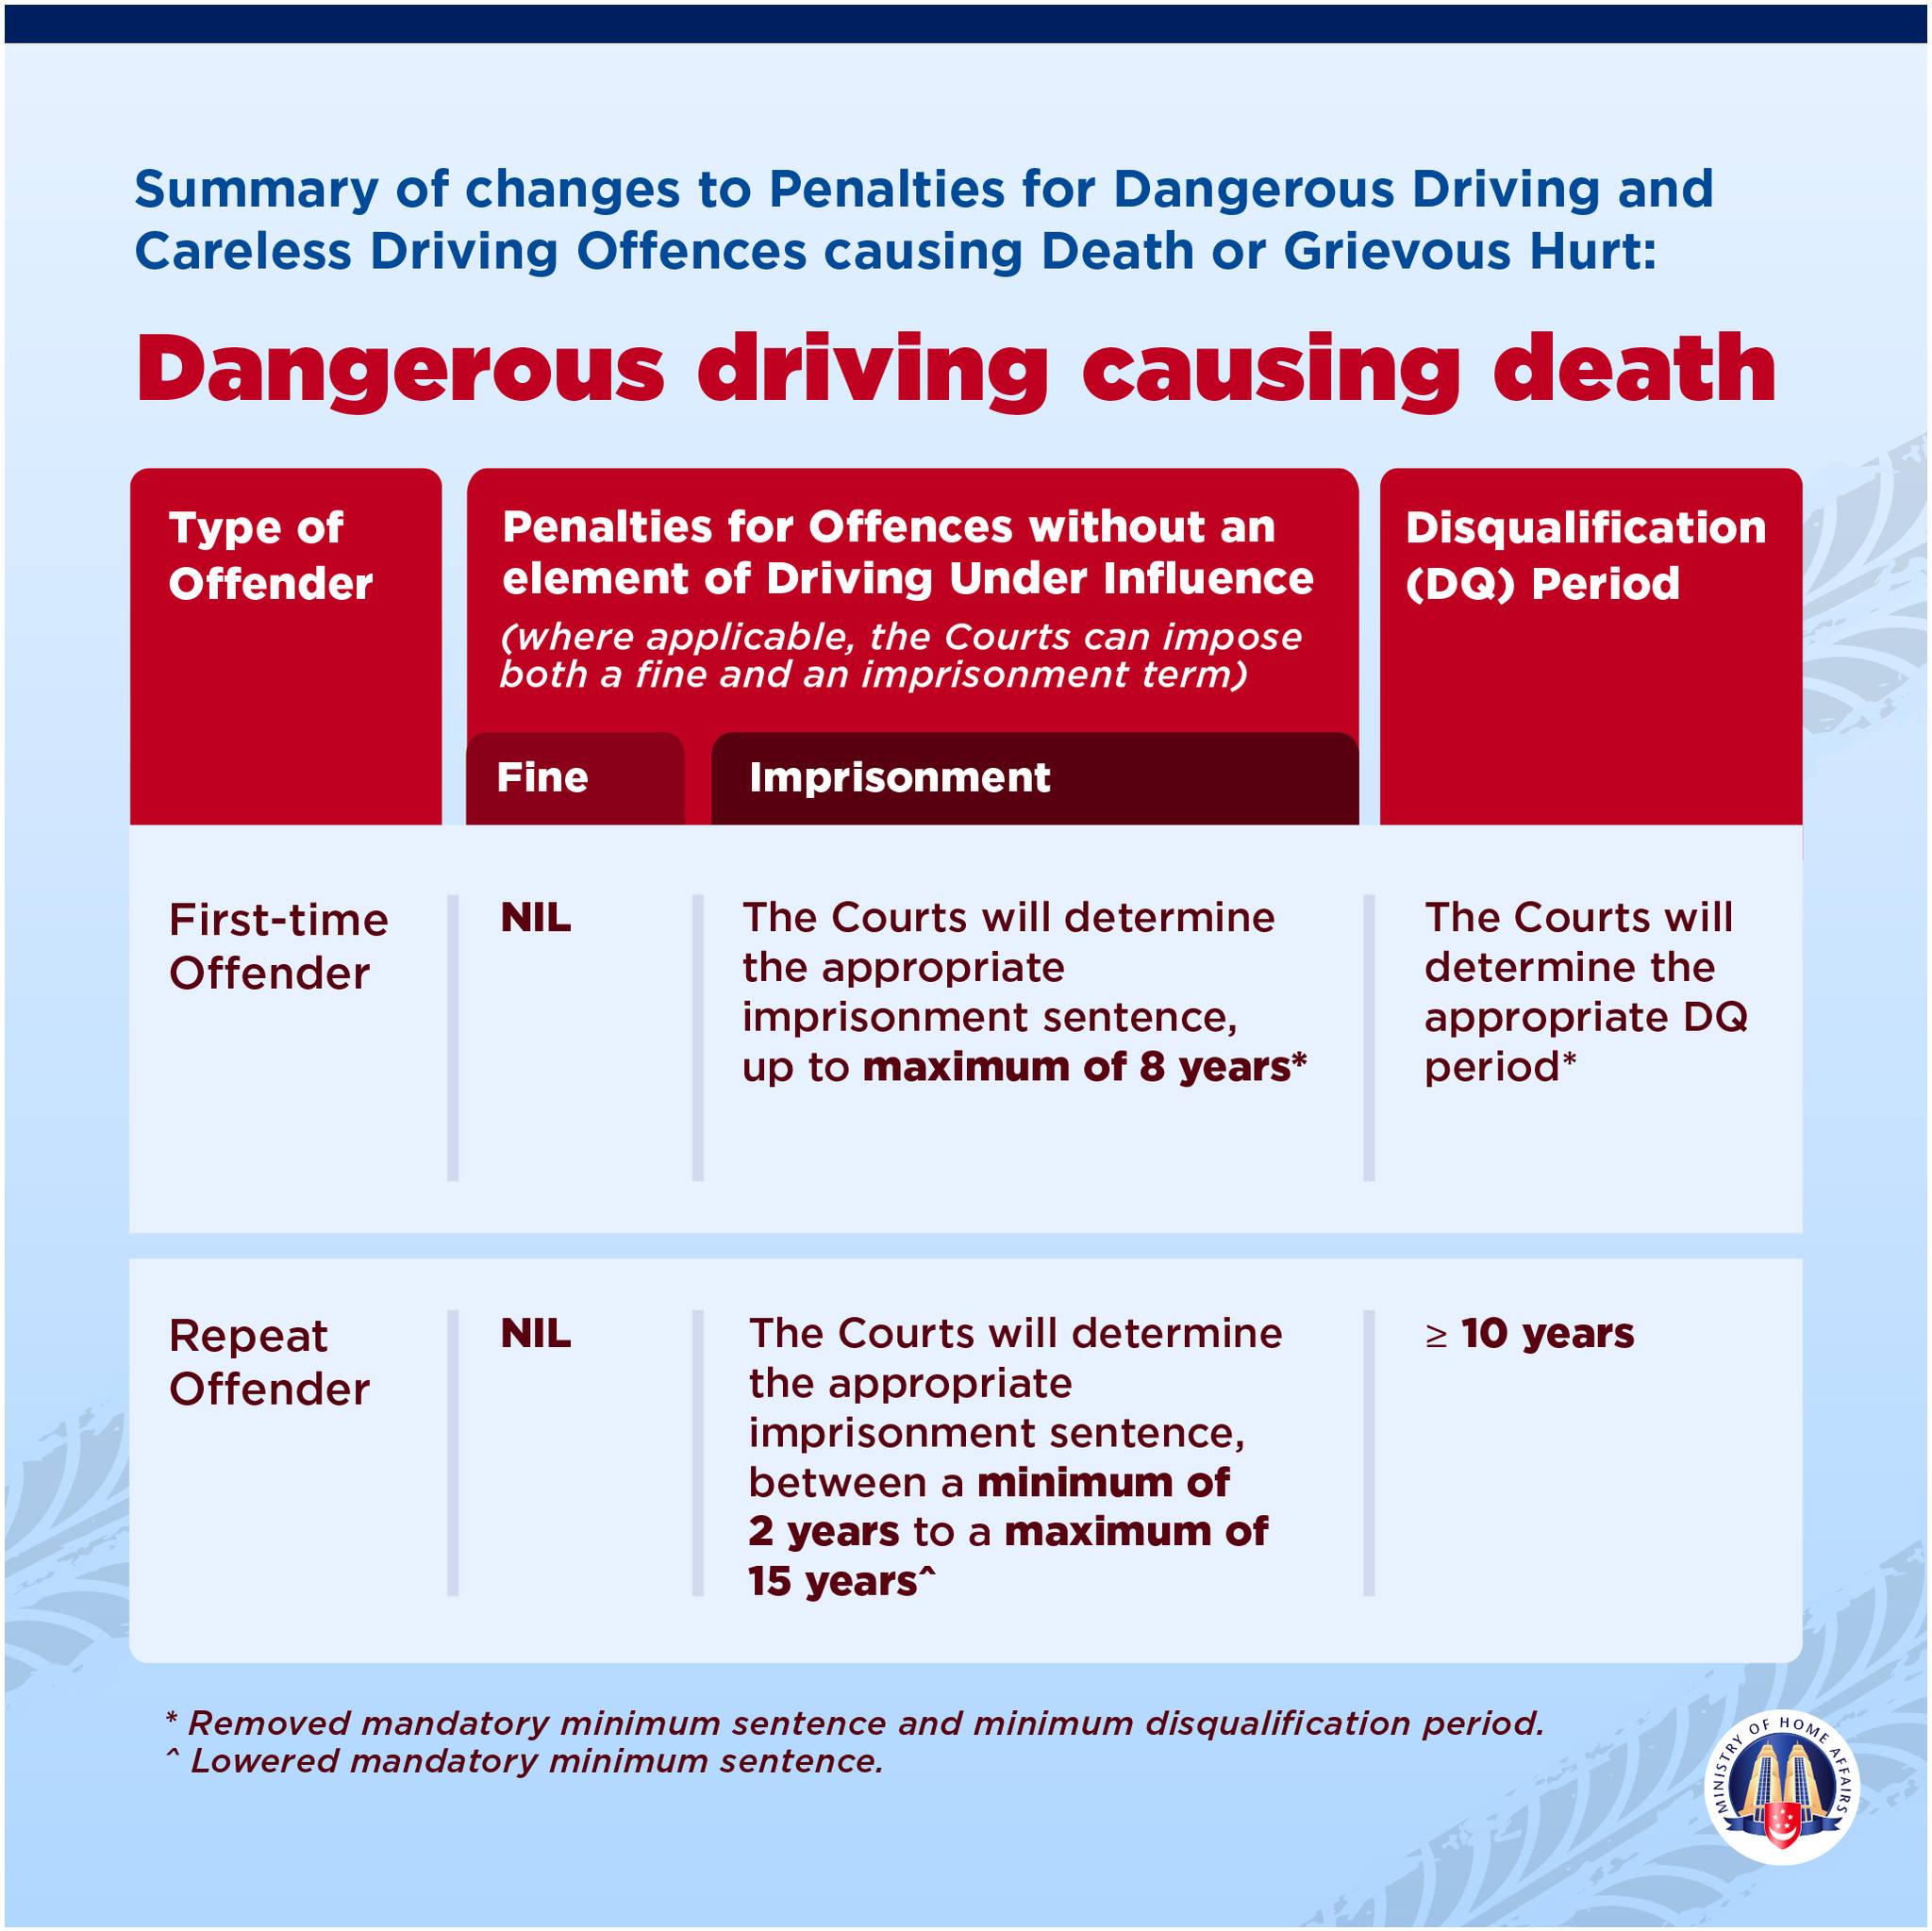 Summary of changes to Penalties for Dangerous Driving and
Careless Driving Offences causing Death or Grievous Hurt:
Dangerous driving causing death
Type of
Offender
Penalties for Offences without an
element of Driving Under Influence
(where applicable, the Courts can impose
both a fine and an imprisonment term)
Fine
Imprisonment
Disqualification
(DQ) Period
First-time
Offender
NIL
The Courts will determine
the appropriate
imprisonment sentence,
up to maximum of 8 years*
The Courts will
determine the
appropriate DQ
period*
Repeat
Offender
NIL
The Courts will determine
the appropriate
imprisonment sentence,
between a minimum of
2 years to a maximum of
15 years^
≥ 10 years
* Removed mandatory minimum sentence and minimum disqualification period.
^ Lowered mandatory minimum sentence.
MINISTRY OF HOME AFFAIRS